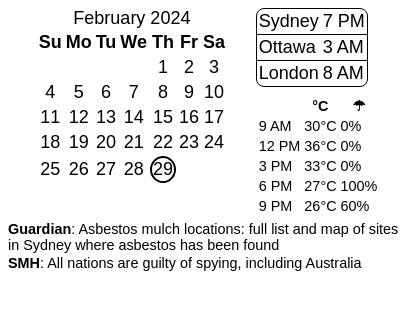 February 2024
Su Mo Tu We Th Fr Sa
1 2 3
4 5 6 7 8 9 10
11 12 13 14 15 16 17
18 19 20 21 22 23 24
25 26 27 28 29
Sydney 7 PM
Ottawa 3 AM
London 8 AM
°C ☂
9 AM 30°C 0%
12 PM 36°C 0%
3 PM 33°C 0%
6 PM 27°C 100%
9 PM 26°C 60%
Guardian: Asbestos mulch locations: full list and map of sites
in Sydney where asbestos has been found
SMH: All nations are guilty of spying, including Australia